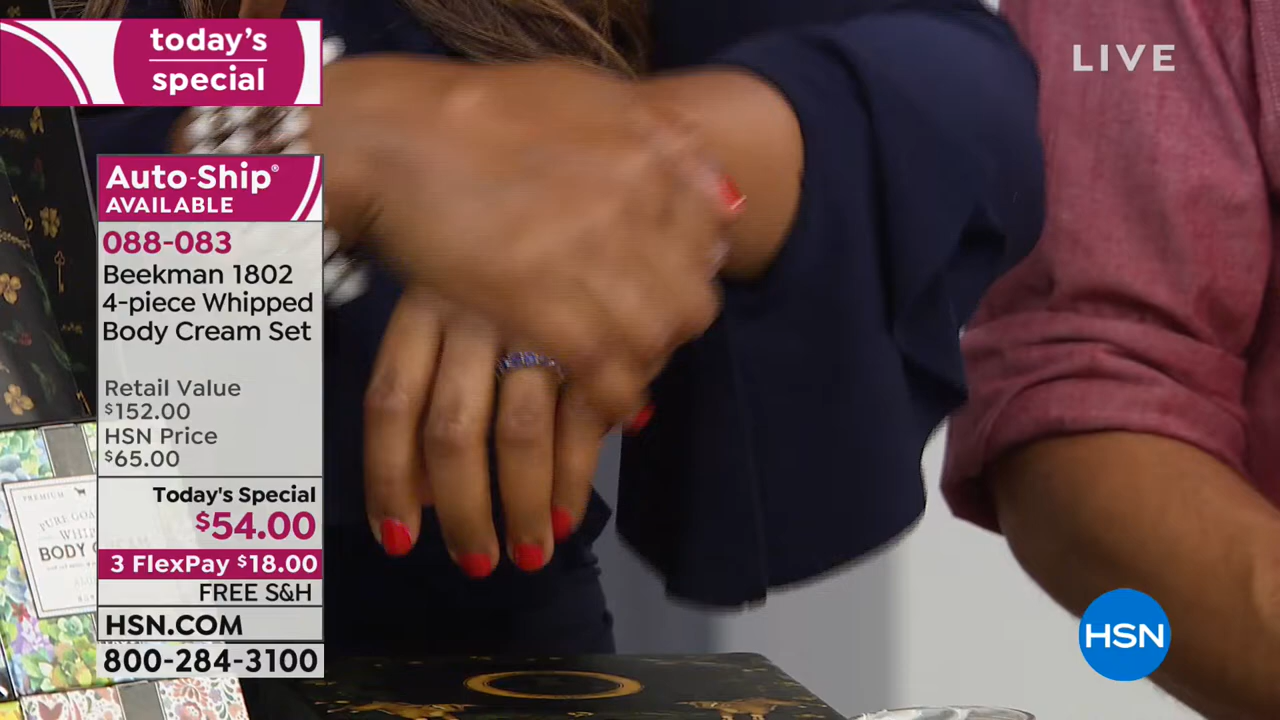 today's
special
LIVE
Auto-Ship®
AVAILABLE
088-083
Beekman 1802
4-piece Whipped
Body Cream Set
Retail Value
$152.00
HSN Price
$65.00
Today's Special
$54.00
3 FlexPay $18.00
FREE S&H
HSN.COM
800-284-3100
HSN
PREMIUM
PURE
BODY